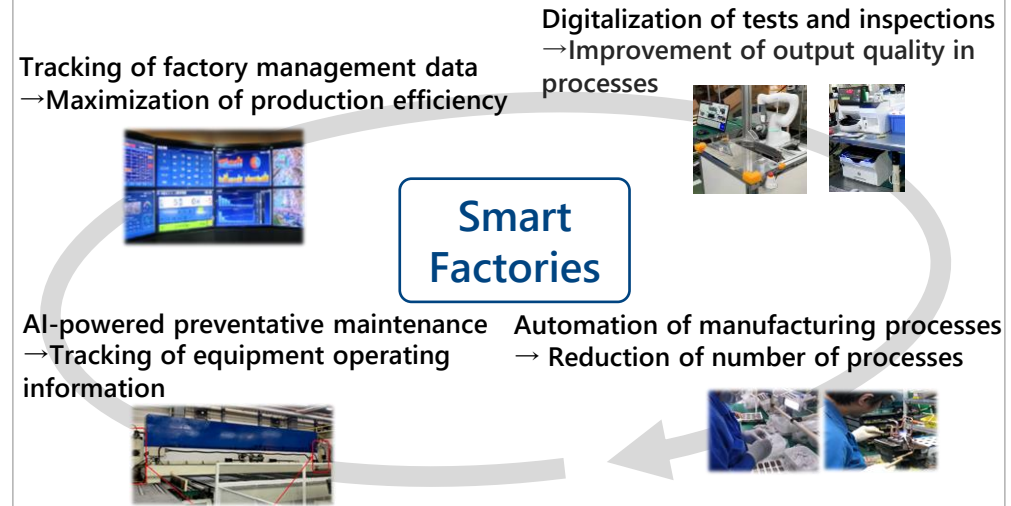 Tracking of factory management data
→Maximization of production efficiency
Digitalization of tests and inspections
→Improvement of output quality in
processes
Smart
Factories
AI-powered preventative maintenance
→Tracking of equipment operating
information
Automation of manufacturing processes
→ Reduction of number of processes